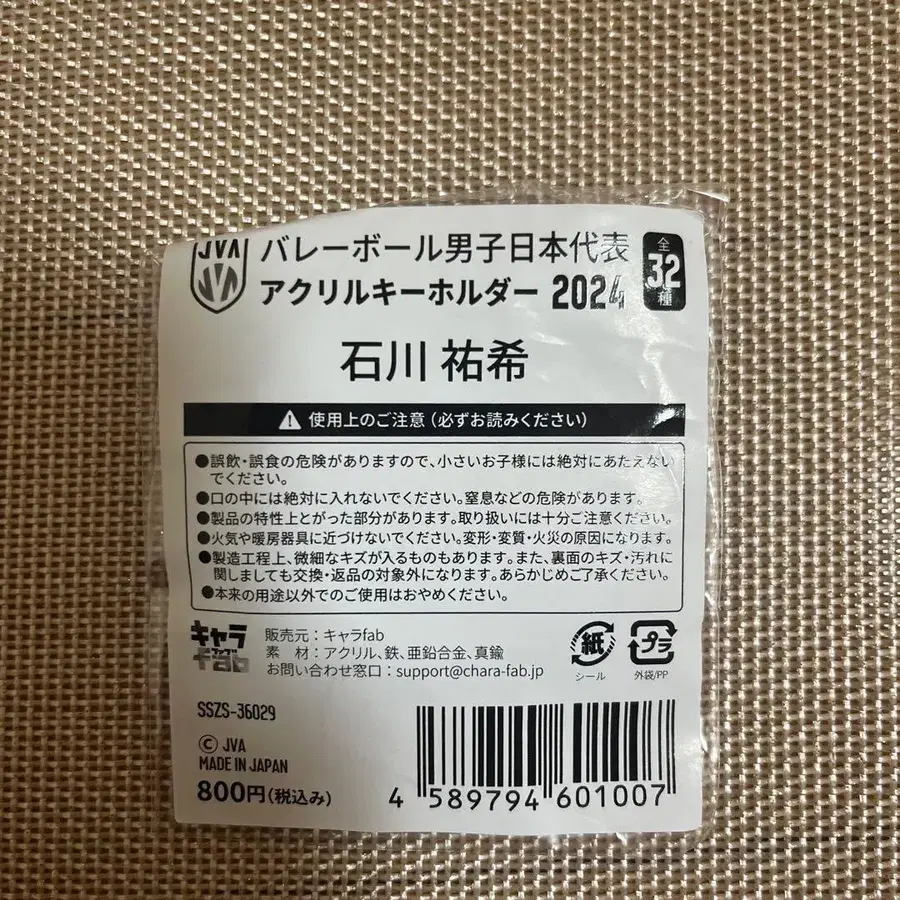 JVA
バレーボール男子日本代表
アクリルキーホルダー 2024
全
32
種
石川 祐希
使用上のご注意（必ずお読みください）
●誤飲・誤食の危険がありますので、小さいお子様には絶対にあたえない
でください。
●口の中には絶対に入れないでください。窒息などの危険があります。
●製品の特性上とがった部分があります。取り扱いには十分ご注意ください。
●火気や暖房器具に近づけないでください。変形・変質・火災の原因になります。
●製造工程上、微細なキズが入るものもあります。また、裏面のキズ・汚れに
関しましても交換・返品の対象外になります。あらかじめご了承ください。
●本来の用途以外でのご使用はおやめください。
キャラ
ファブ
fab
販売元：キャラfab
素　材：アクリル、鉄、亜鉛合金、真鍮
お問い合わせ窓口：support@chara-fab.jp
紙
シール
プラ
外袋/PP
SSZS-36029
© JVA
MADE IN JAPAN
800円（税込み）
4 589794 601007